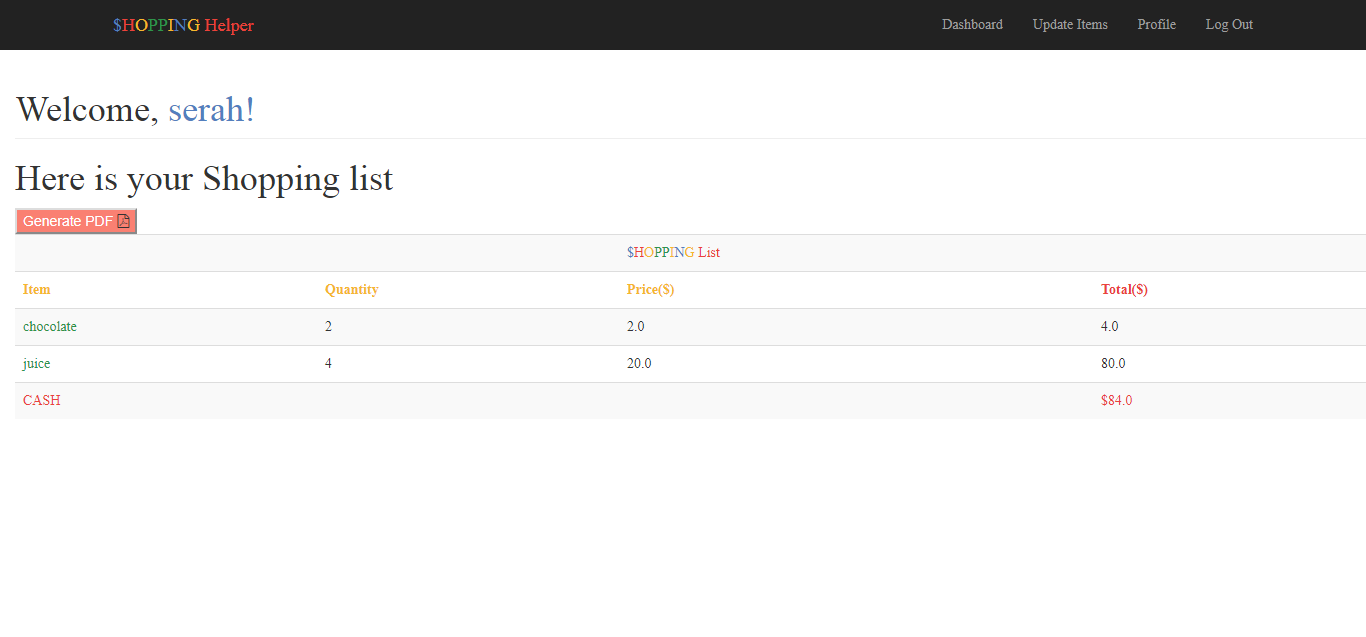 $HOPPING Helper Dashboard Update Items Profile Log Out
Welcome, serah!
Here is your Shopping list
Generate PDF
$HOPPING List
Item Quantity Price($) Total($)
chocolate 2 2.0 4.0
juice 4 20.0 80.0
CASH $84.0